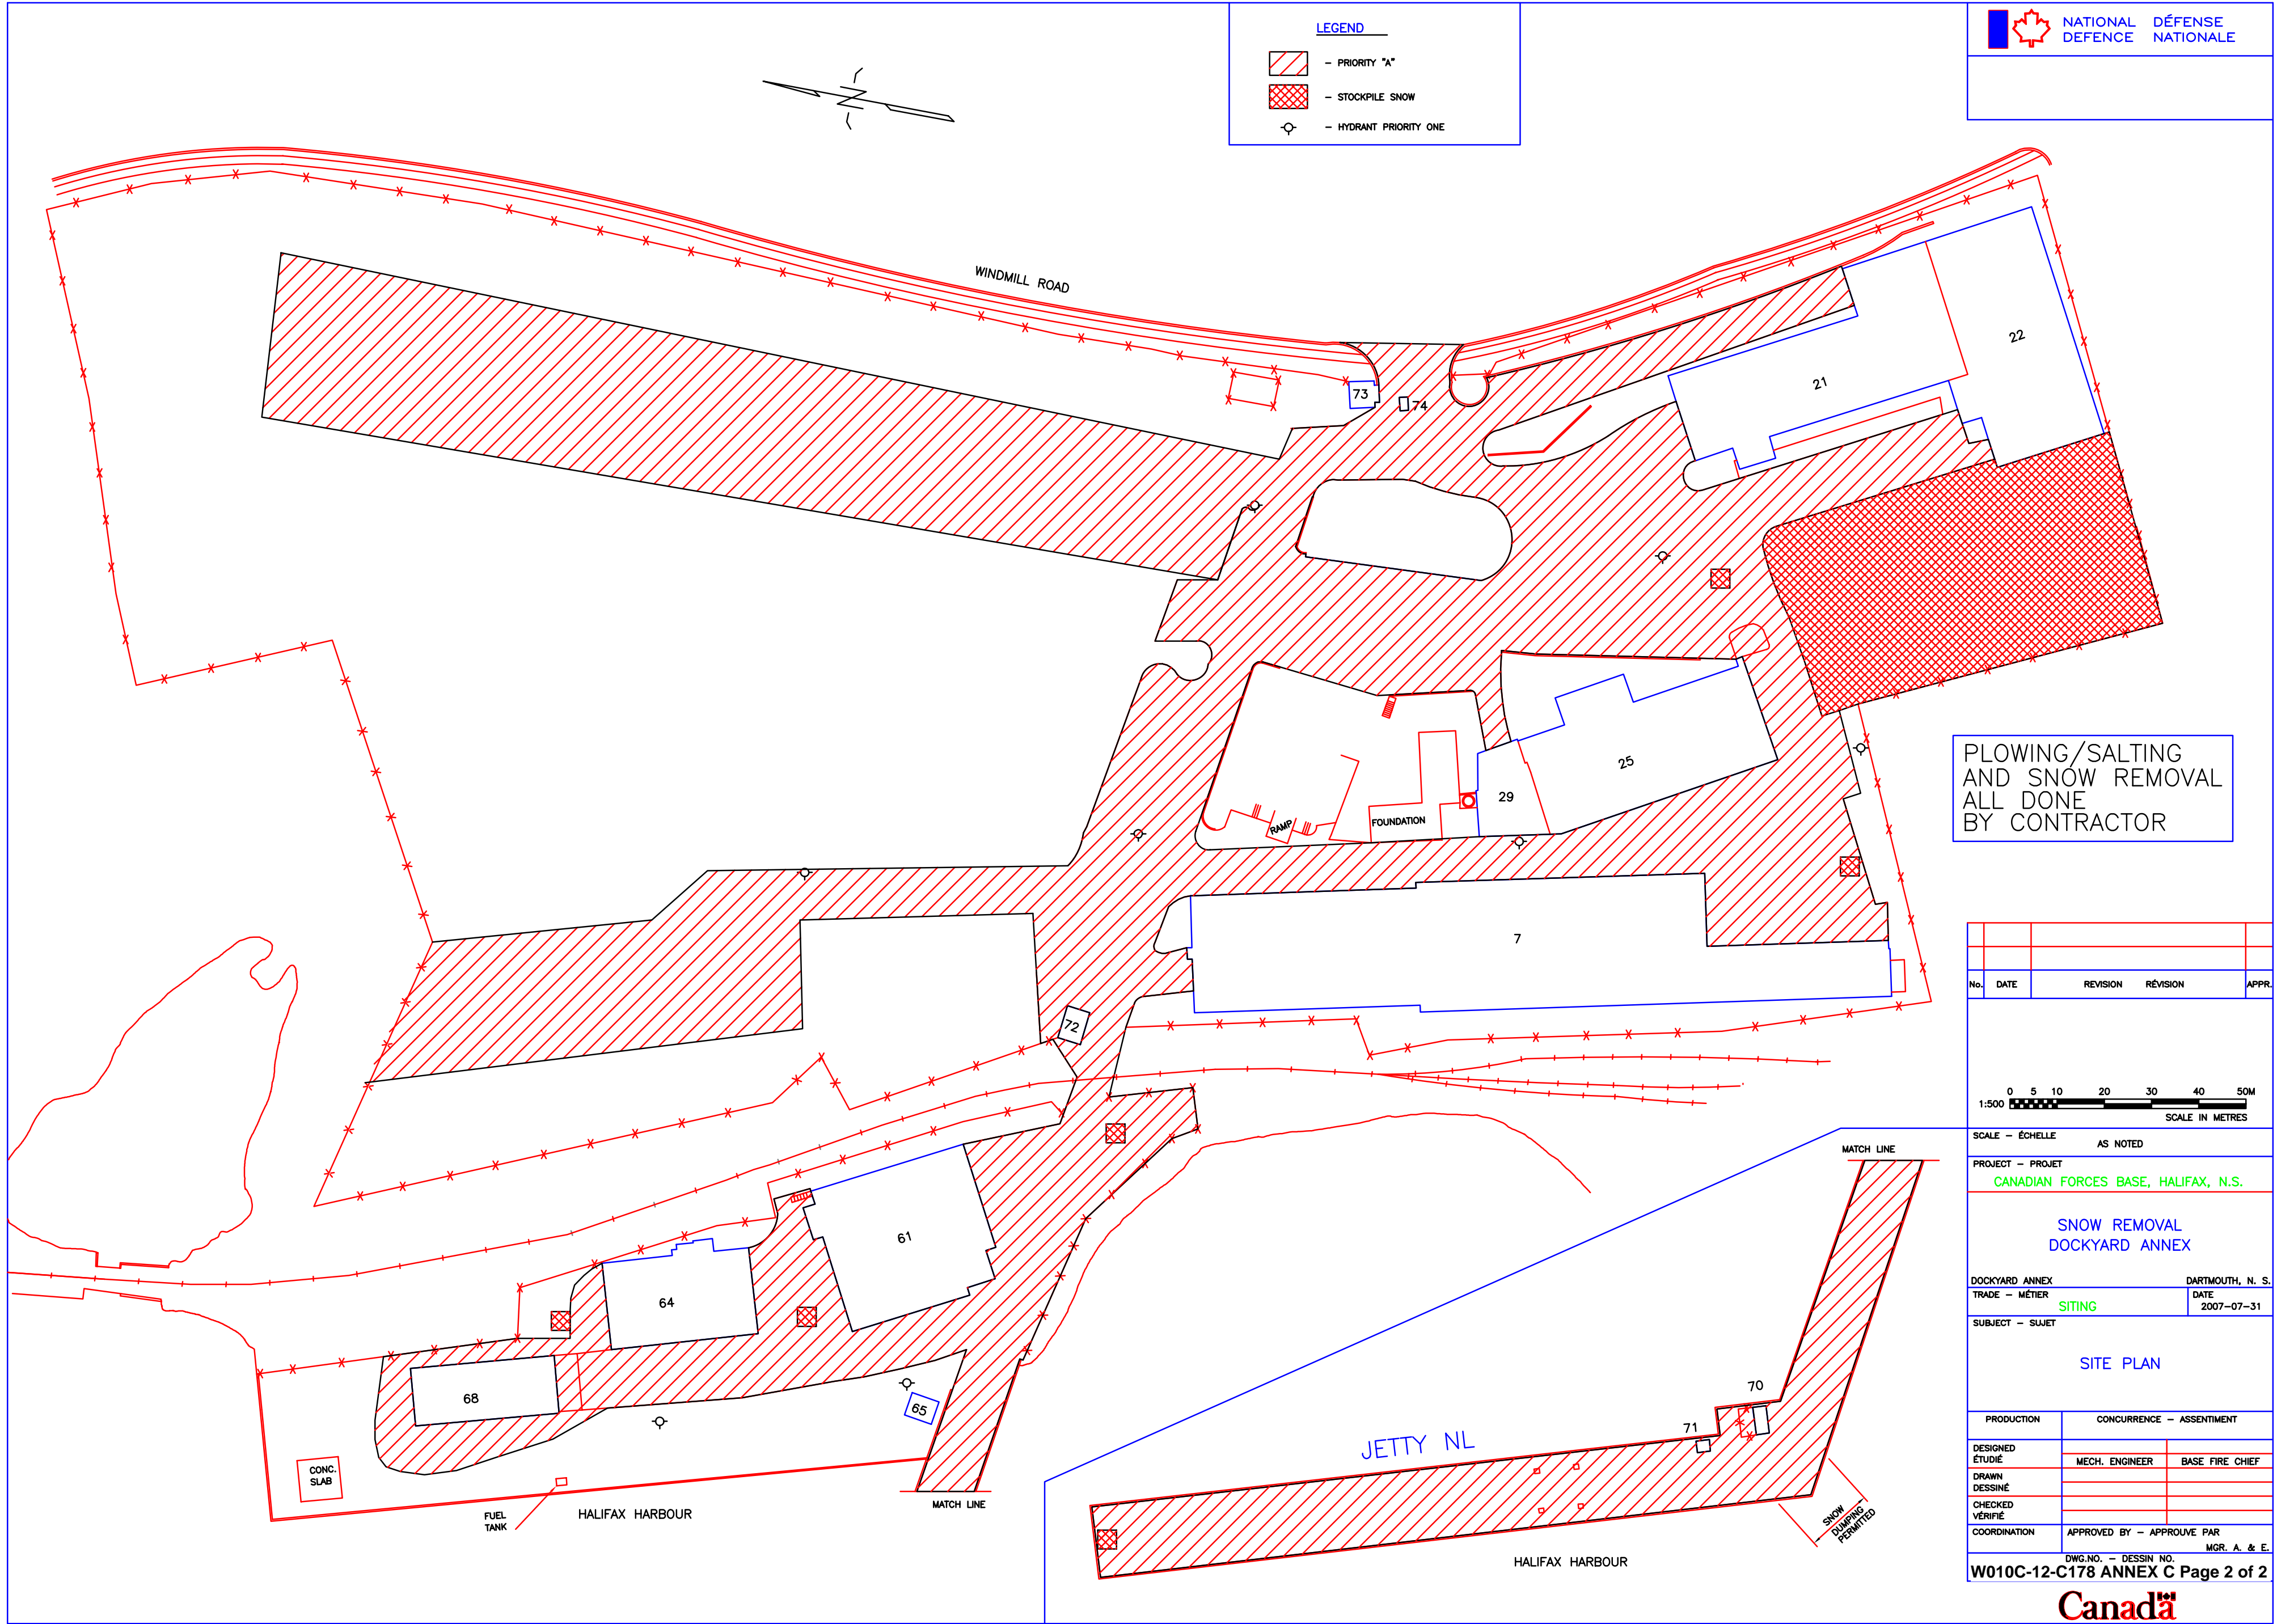 LEGEND
– PRIORITY "A"
– STOCKPILE SNOW
– HYDRANT PRIORITY ONE
NATIONAL DÉFENSE
DEFENCE NATIONALE
N
WINDMILL ROAD
73
74
22
21
25
29
RAMP
FOUNDATION
7
72
61
64
68
65
CONC.
SLAB
FUEL
TANK
HALIFAX HARBOUR
MATCH LINE
PLOWING/SALTING
AND SNOW REMOVAL
ALL DONE
BY CONTRACTOR
MATCH LINE
70
71
JETTY NL
SNOW
DUMPING
PERMITTED
HALIFAX HARBOUR
No. DATE REVISION RÉVISION APPR.
0 5 10 20 30 40 50M
1:500
SCALE IN METRES
SCALE – ÉCHELLE
AS NOTED
PROJECT – PROJET
CANADIAN FORCES BASE, HALIFAX, N.S.
SNOW REMOVAL
DOCKYARD ANNEX
DOCKYARD ANNEX DARTMOUTH, N. S.
TRADE – MÉTIER DATE
SITING 2007–07–31
SUBJECT – SUJET
SITE PLAN
PRODUCTION CONCURRENCE – ASSENTIMENT
DESIGNED
ÉTUDIÉ
MECH. ENGINEER BASE FIRE CHIEF
DRAWN
DESSINÉ
CHECKED
VÉRIFIÉ
COORDINATION APPROVED BY – APPROUVE PAR
MGR. A. & E.
DWG.NO. – DESSIN NO.
W010C-12-C178 ANNEX C Page 2 of 2
Canada